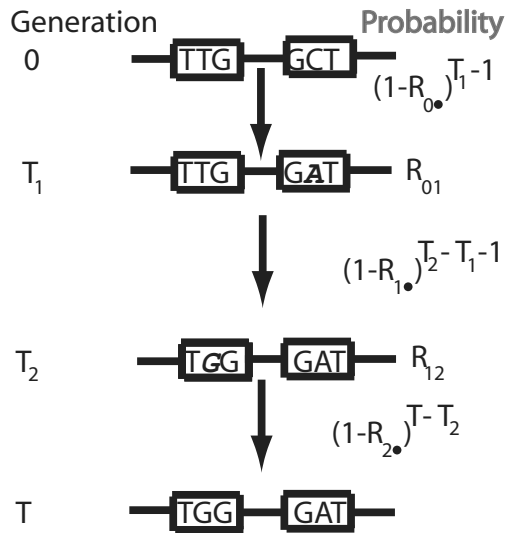 Generation Probability
0 TTG GCT
(1-R₀•)^T₁-1
T₁ TTG GAT R₀₁
(1-R₁•)^T₂-T₁-1
T₂ TGG GAT R₁₂
(1-R₂•)^T-T₂
T TGG GAT